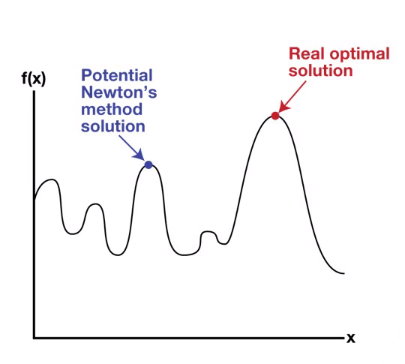 Real optimal
solution
f(x)
Potential
Newton's
method
solution
x